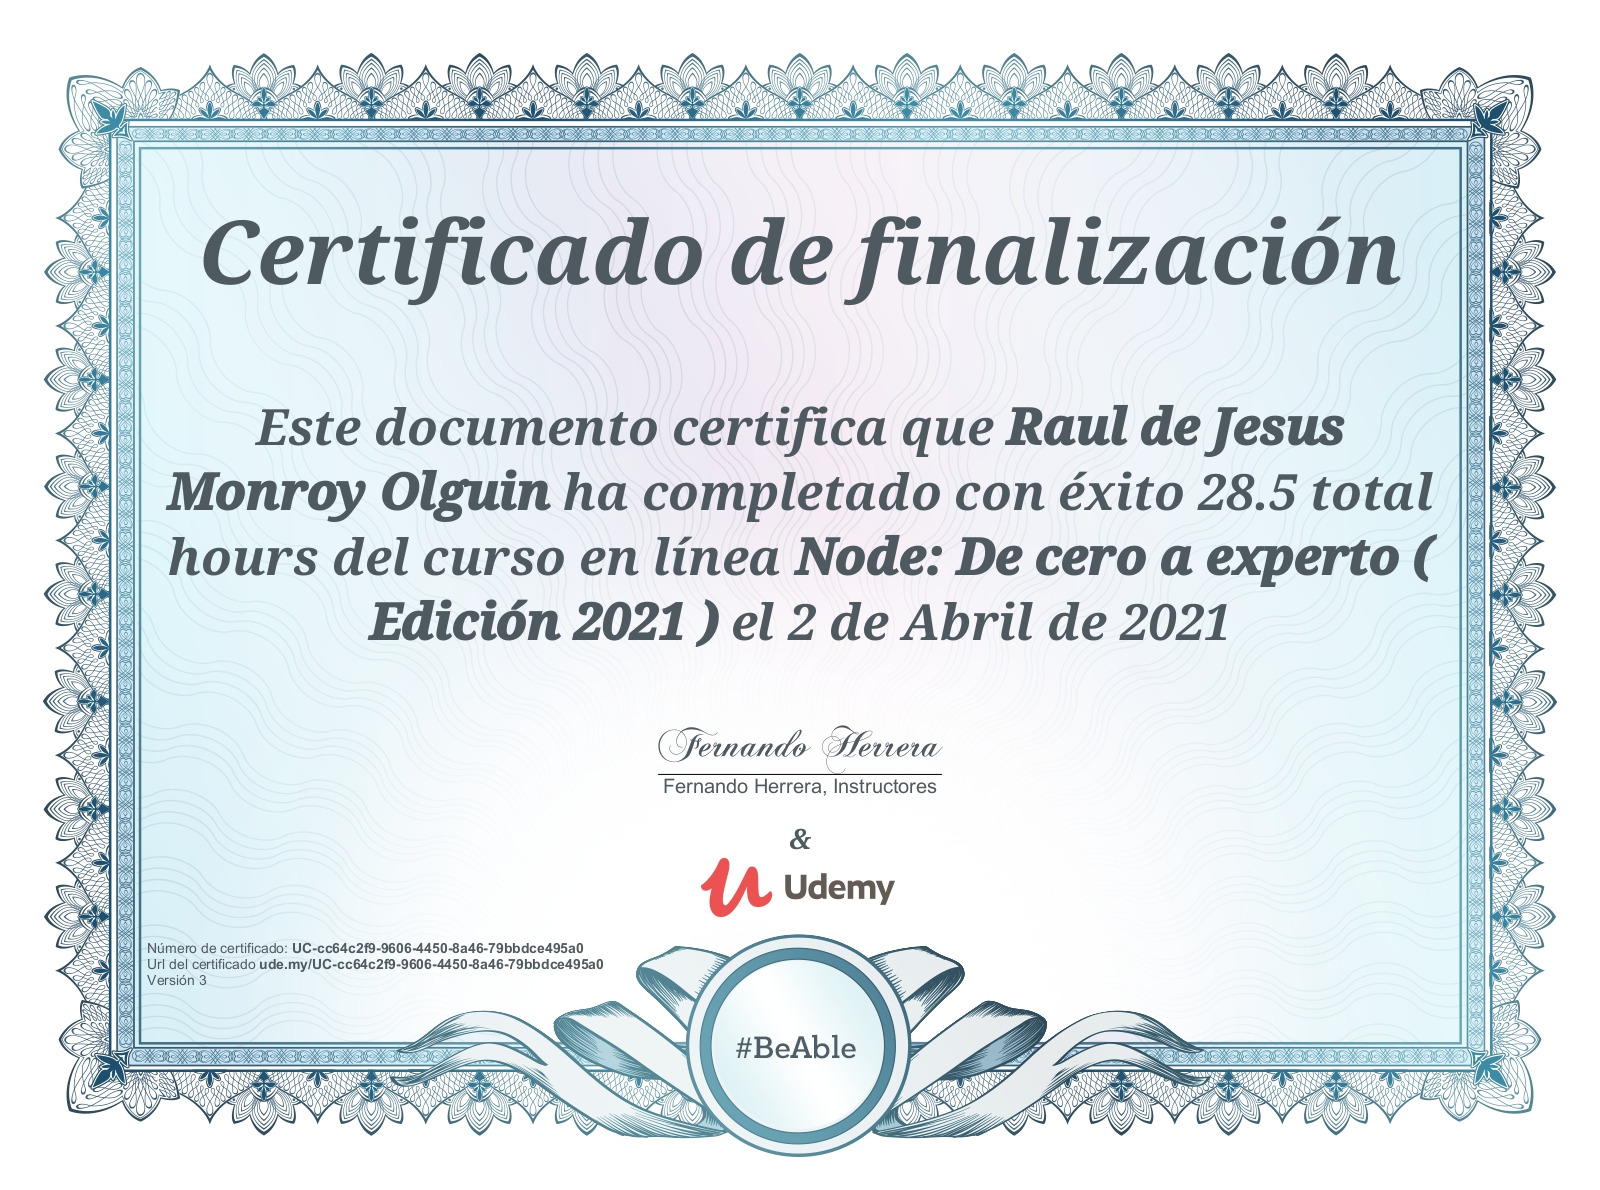 Certificado de finalización
Este documento certifica que Raul de Jesus
Monroy Olguin ha completado con éxito 28.5 total
hours del curso en línea Node: De cero a experto (
Edición 2021 ) el 2 de Abril de 2021
Fernando Herrera
Fernando Herrera, Instructores
&
Udemy
Número de certificado: UC-cc64c2f9-9606-4450-8a46-79bbdce495a0
Url del certificado ude.my/UC-cc64c2f9-9606-4450-8a46-79bbdce495a0
Versión 3
#BeAble